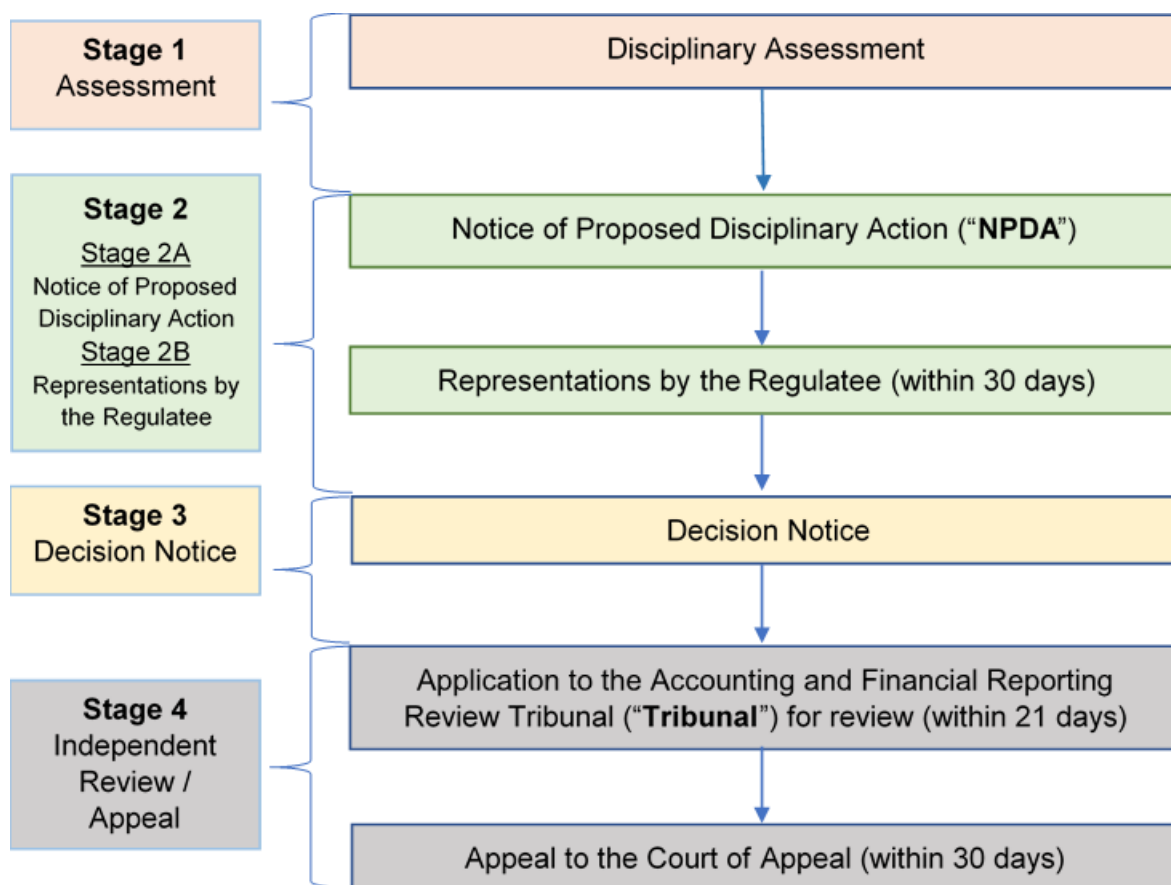 Stage 1
Assessment
Disciplinary Assessment
Stage 2
Stage 2A
Notice of Proposed
Disciplinary Action
Stage 2B
Representations by
the Regulatee
Notice of Proposed Disciplinary Action (“NPDA”)
Representations by the Regulatee (within 30 days)
Stage 3
Decision Notice
Decision Notice
Stage 4
Independent
Review /
Appeal
Application to the Accounting and Financial Reporting
Review Tribunal (“Tribunal”) for review (within 21 days)
Appeal to the Court of Appeal (within 30 days)